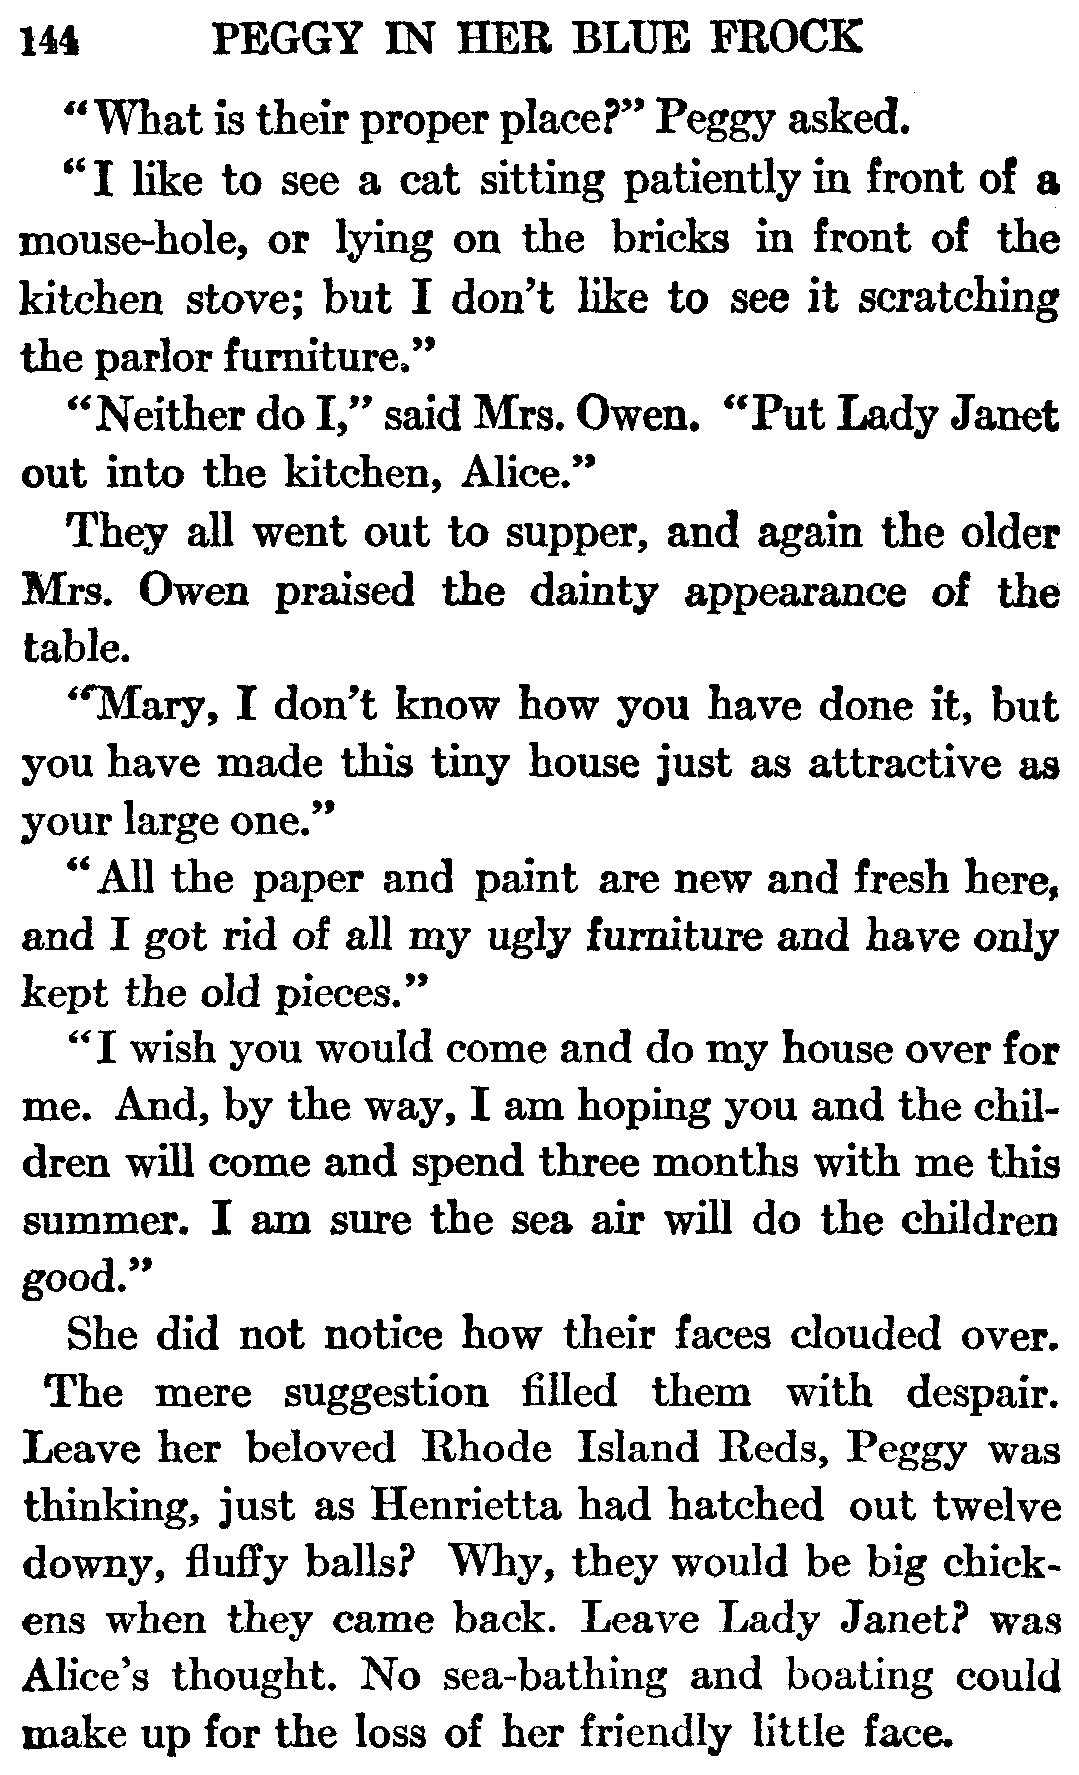 144 PEGGY IN HER BLUE FROCK
“What is their proper place?” Peggy asked.
“I like to see a cat sitting patiently in front of a
mouse-hole, or lying on the bricks in front of the
kitchen stove; but I don’t like to see it scratching
the parlor furniture.”
“Neither do I,” said Mrs. Owen. “Put Lady Janet
out into the kitchen, Alice.”
They all went out to supper, and again the older
Mrs. Owen praised the dainty appearance of the
table.
“Mary, I don’t know how you have done it, but
you have made this tiny house just as attractive as
your large one.”
“All the paper and paint are new and fresh here,
and I got rid of all my ugly furniture and have only
kept the old pieces.”
“I wish you would come and do my house over for
me. And, by the way, I am hoping you and the chil-
dren will come and spend three months with me this
summer. I am sure the sea air will do the children
good.”
She did not notice how their faces clouded over.
The mere suggestion filled them with despair.
Leave her beloved Rhode Island Reds, Peggy was
thinking, just as Henrietta had hatched out twelve
downy, fluffy balls? Why, they would be big chick-
ens when they came back. Leave Lady Janet? was
Alice’s thought. No sea-bathing and boating could
make up for the loss of her friendly little face.